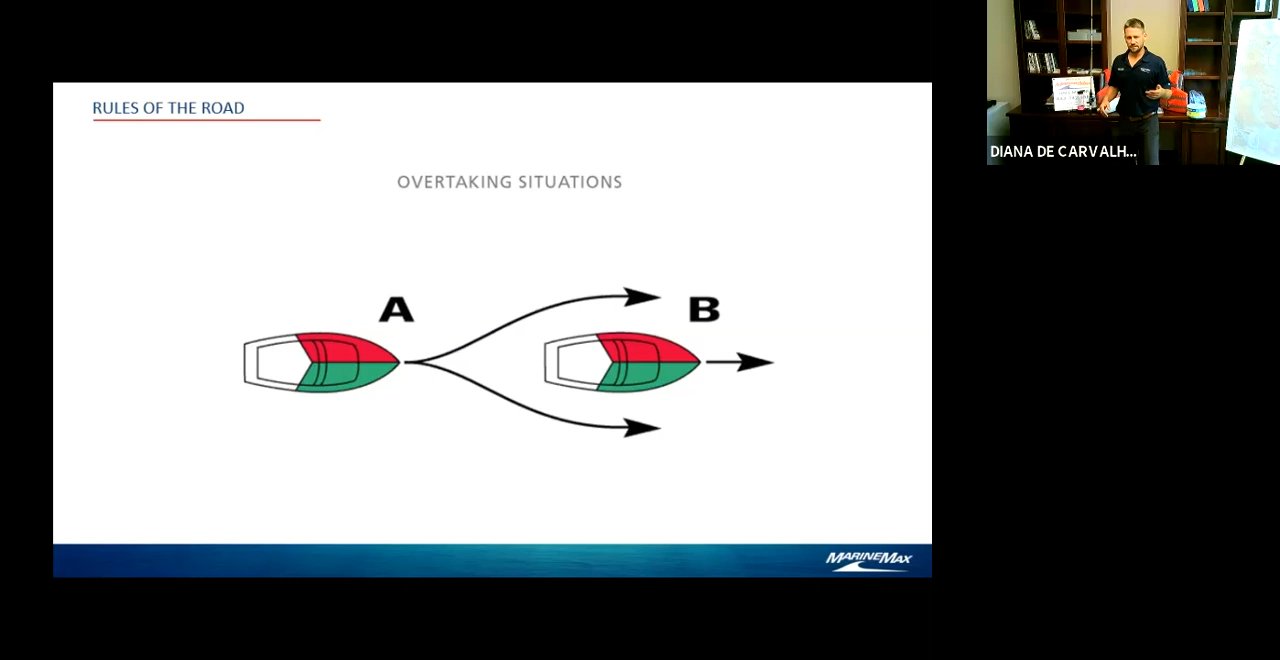 RULES OF THE ROAD
OVERTAKING SITUATIONS
A
B
MARINEMAX
DIANA DE CARVALH...